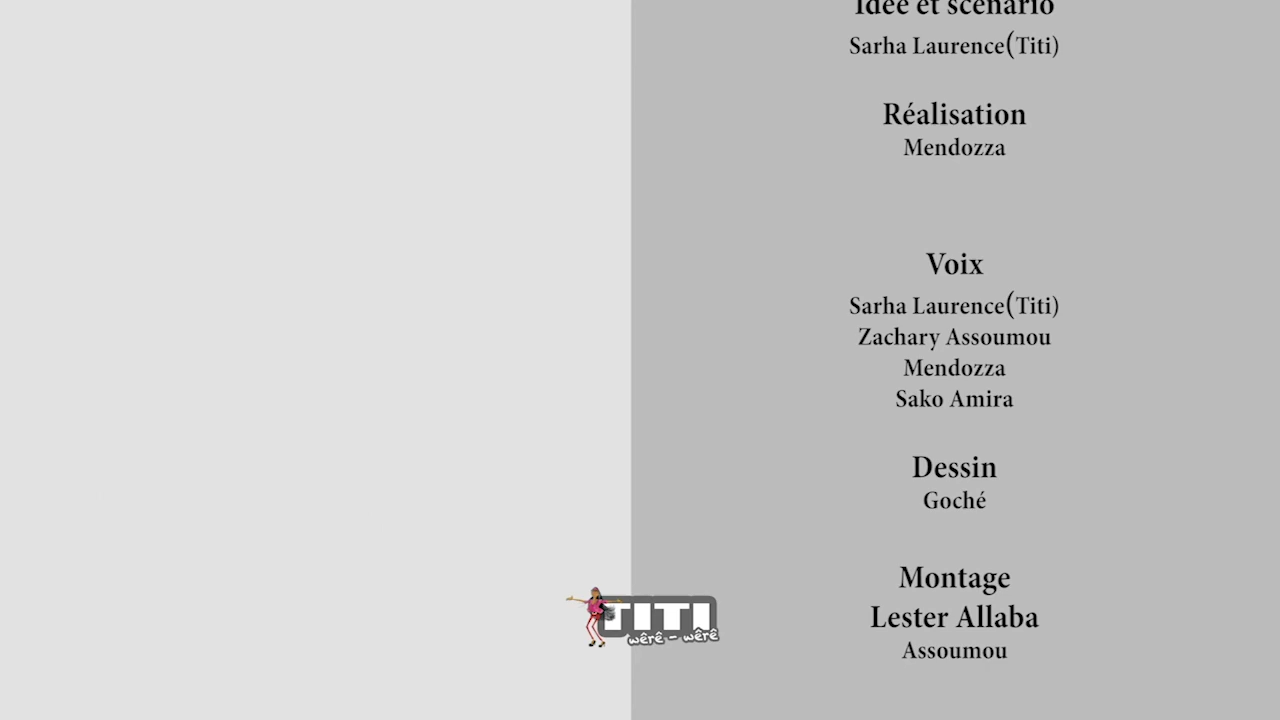 Idée et scénario
Sarha Laurence(Titi)
Réalisation
Mendozza
Voix
Sarha Laurence(Titi)
Zachary Assoumou
Mendozza
Sako Amira
Dessin
Goché
Montage
Lester Allaba
Assoumou
TITI
wêrê - wêrê